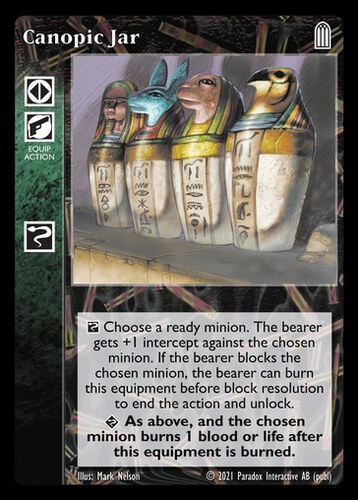 Canopic Jar
EQUIP
ACTION
Choose a ready minion. The bearer
gets +1 intercept against the chosen
minion. If the bearer blocks the
chosen minion, the bearer can burn
this equipment before block resolution
to end the action and unlock.
As above, and the chosen
minion burns 1 blood or life after
this equipment is burned.
Illus: Mark Nelson
© 2021 Paradox Interactive AB (publ)